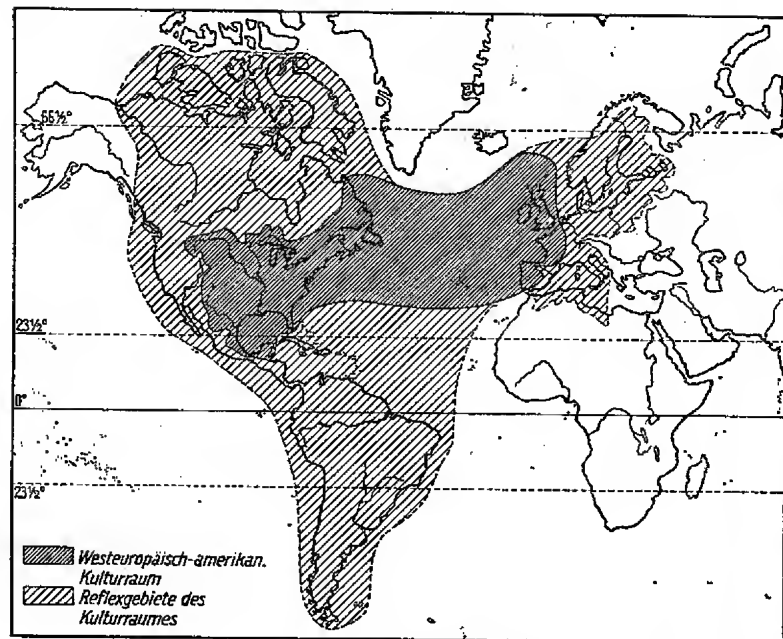 66½°
23½°
0°
23½°
Westeuropäisch-amerikan.
Kulturraum
Reflexgebiete des
Kulturraumes